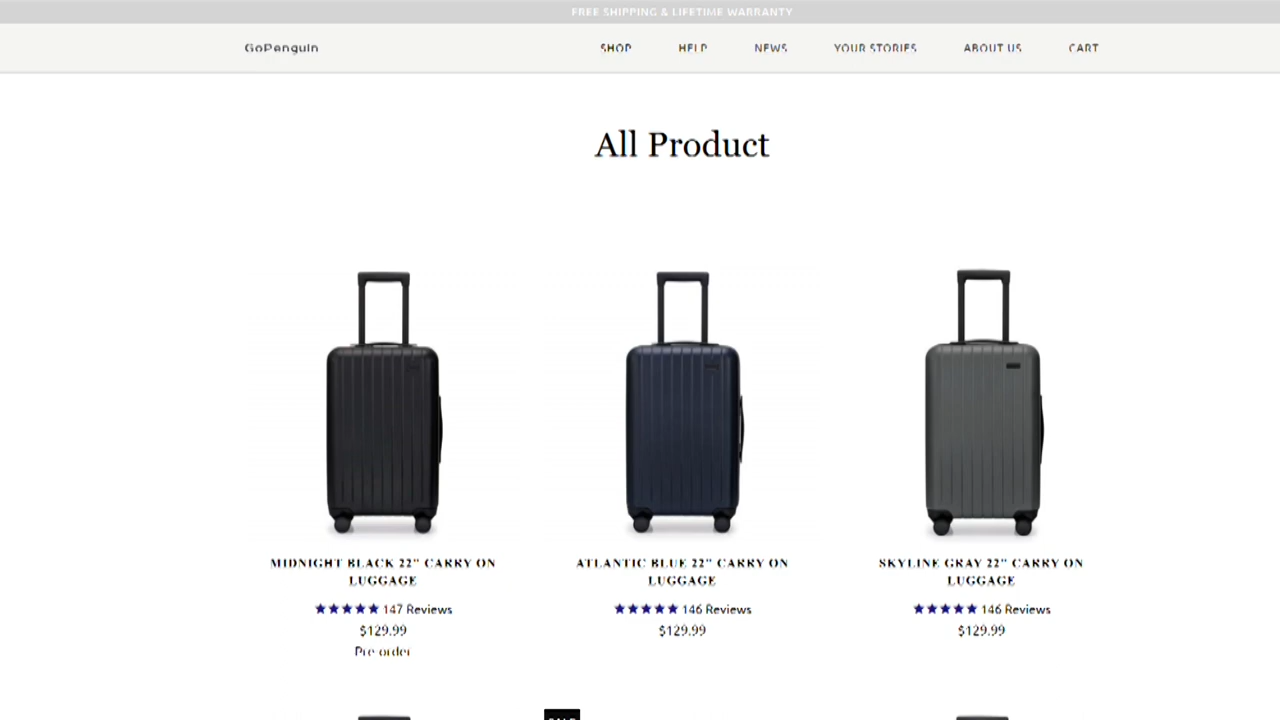 FREE SHIPPING & LIFETIME WARRANTY
GoPenguin
SHOP
HELP
NEWS
YOUR STORIES
ABOUT US
CART
All Product
MIDNIGHT BLACK 22" CARRY ON
LUGGAGE
★★★★★ 147 Reviews
$129.99
Pre-order
ATLANTIC BLUE 22" CARRY ON
LUGGAGE
★★★★★ 146 Reviews
$129.99
SKYLINE GRAY 22" CARRY ON
LUGGAGE
★★★★★ 146 Reviews
$129.99